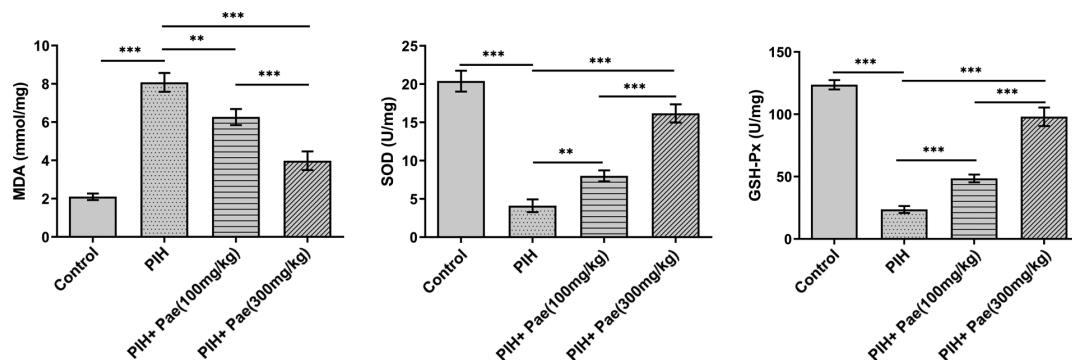 ***
***
**
***
10
8
6
4
2
0
MDA (mmol/mg)
Control
PIH
PIH+ Pae(100mg/kg)
PIH+ Pae(300mg/kg)
***
***
***
**
25
20
15
10
5
0
SOD (U/mg)
Control
PIH
PIH+ Pae(100mg/kg)
PIH+ Pae(300mg/kg)
***
***
***
***
150
100
50
0
GSH-Px (U/mg)
Control
PIH
PIH+ Pae(100mg/kg)
PIH+ Pae(300mg/kg)